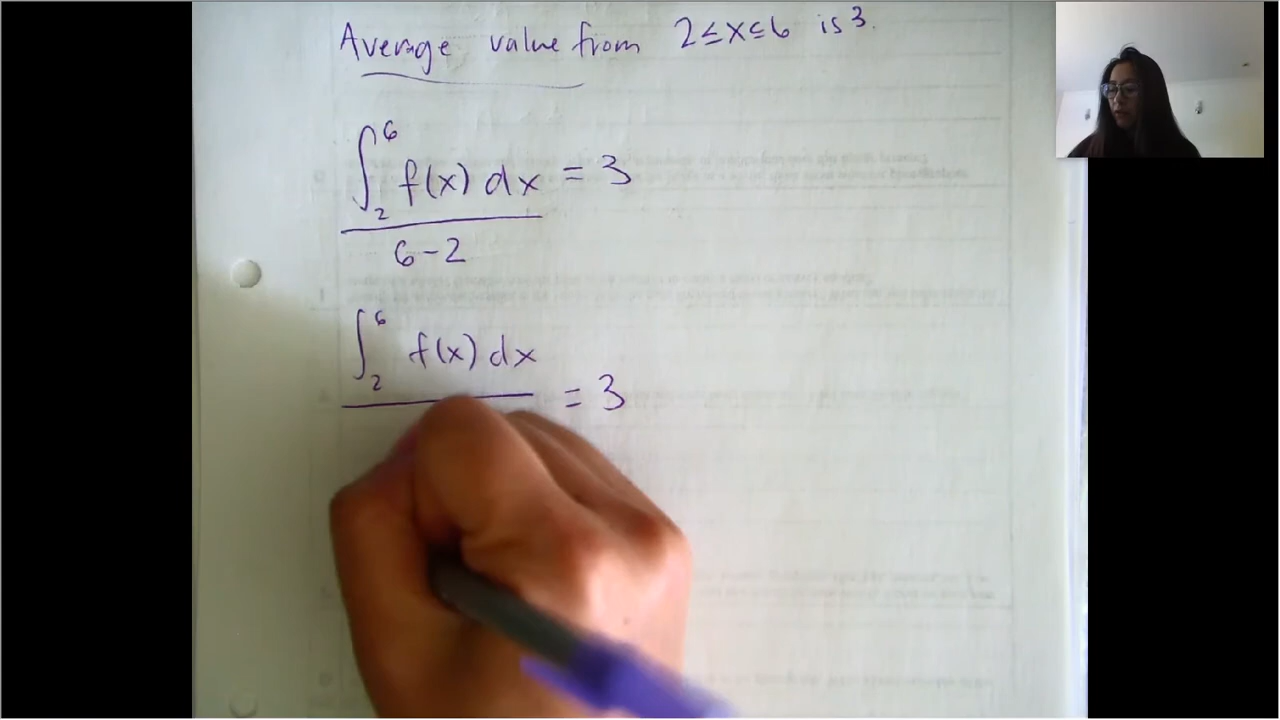 Average value from 2≤x≤6 is 3.
∫₂⁶ f(x) dx = 3
6-2
∫₂⁶ f(x) dx
= 3